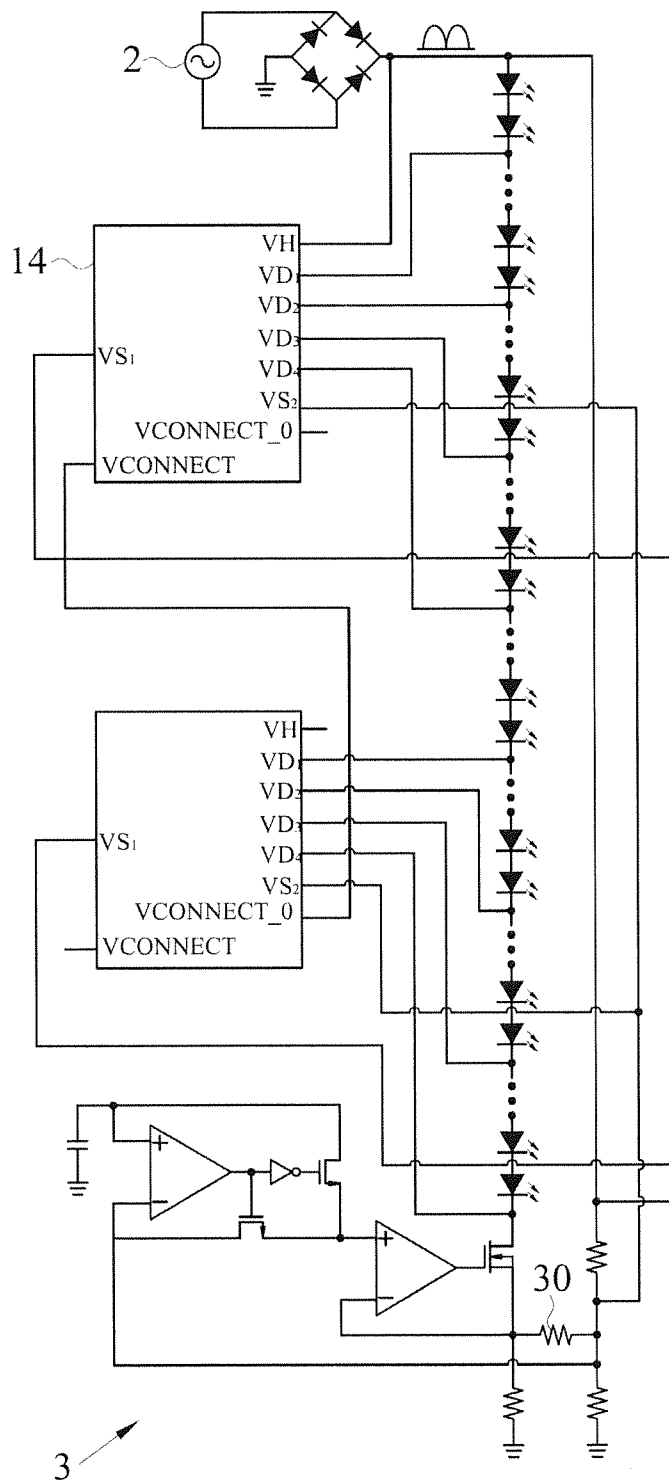 2
14
VH
VD1
VD2
VS1
VD3
VD4
VS2
VCONNECT_0
VCONNECT
VH
VD1
VD2
VS1
VD3
VD4
VS2
VCONNECT_0
VCONNECT
+
−
+
−
30
3